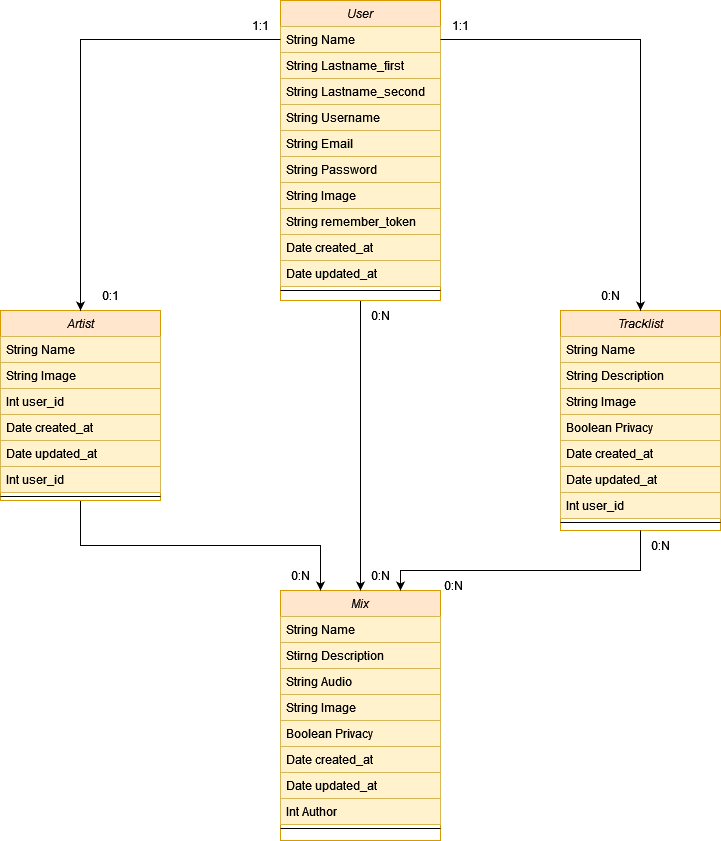 User
1:1
1:1
String Name
String Lastname_first
String Lastname_second
String Username
String Email
String Password
String Image
String remember_token
Date created_at
Date updated_at
0:1
0:N
0:N
Artist
String Name
String Image
Int user_id
Date created_at
Date updated_at
Int user_id
Tracklist
String Name
String Description
String Image
Boolean Privacy
Date created_at
Date updated_at
Int user_id
0:N
0:N
0:N
0:N
Mix
String Name
Stirng Description
String Audio
String Image
Boolean Privacy
Date created_at
Date updated_at
Int Author